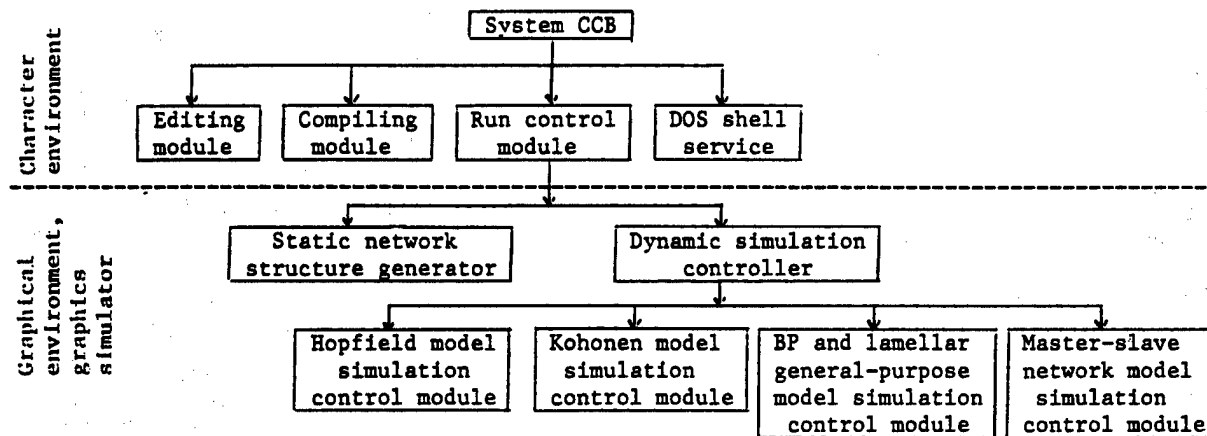 System CCB
Character
environment
Editing
module
Compiling
module
Run control
module
DOS shell
service
Graphical
environment,
graphics
simulator
Static network
structure generator
Dynamic simulation
controller
Hopfield model
simulation
control module
Kohonen model
simulation
control module
BP and lamellar
general-purpose
model simulation
control module
Master-slave
network model
simulation
control module